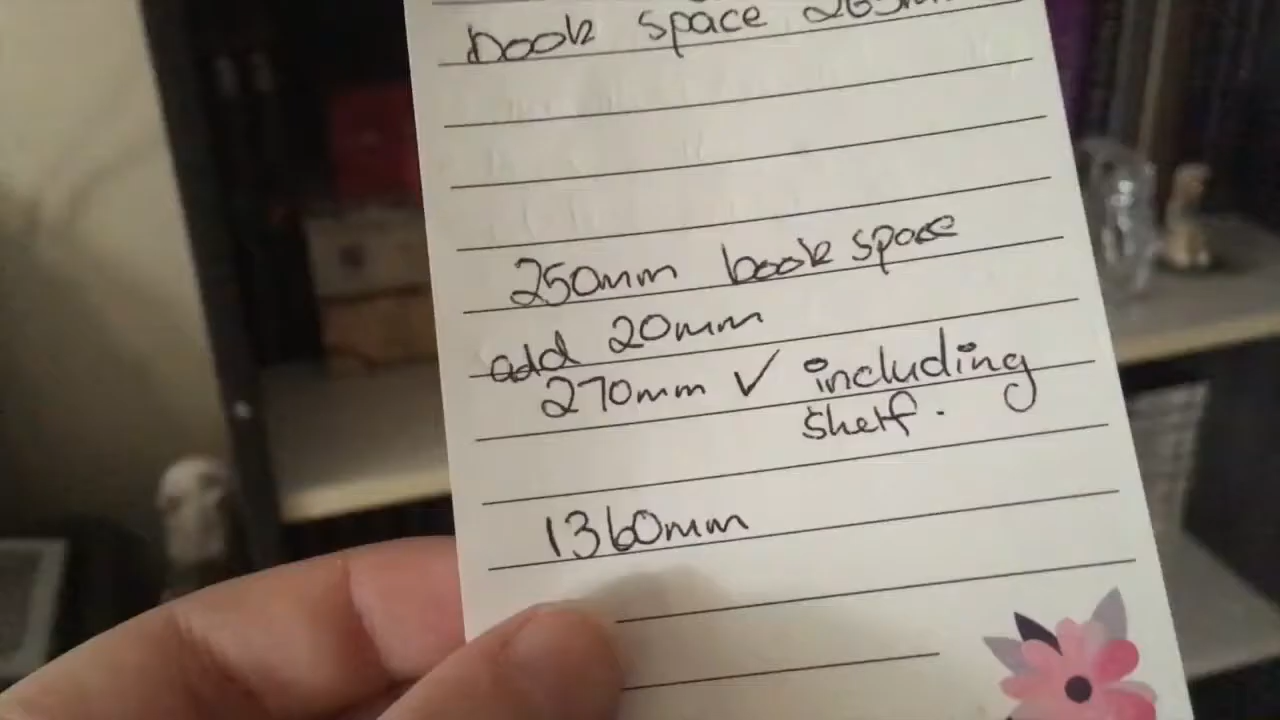 book space
250mm book space
add 20mm
270mm ✓ including
shelf.
1360mm